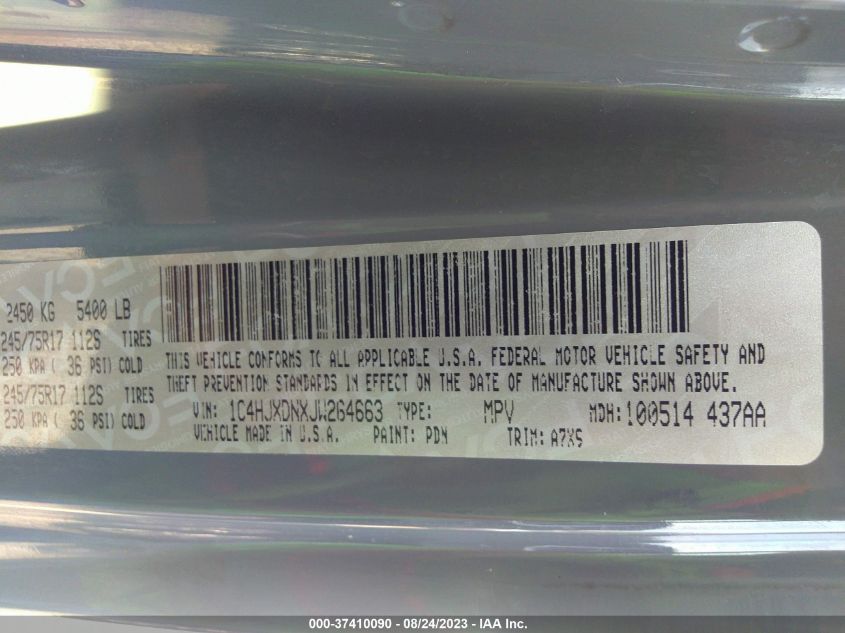 2450 KG 5400 LB
245/75R17 112S TIRES
250 KPA ( 36 PSI) COLD
245/75R17 112S TIRES
250 KPA ( 36 PSI) COLD
THIS VEHICLE CONFORMS TO ALL APPLICABLE U.S.A. FEDERAL MOTOR VEHICLE SAFETY AND
THEFT PREVENTION STANDARDS IN EFFECT ON THE DATE OF MANUFACTURE SHOWN ABOVE.
VIN: 1C4HJXDNXJW264663 TYPE: MPV MDH: 100514 437AA
VEHICLE MADE IN U.S.A. PAINT: PDN TRIM: A7X5
000-37410090 - 08/24/2023 - IAA Inc.